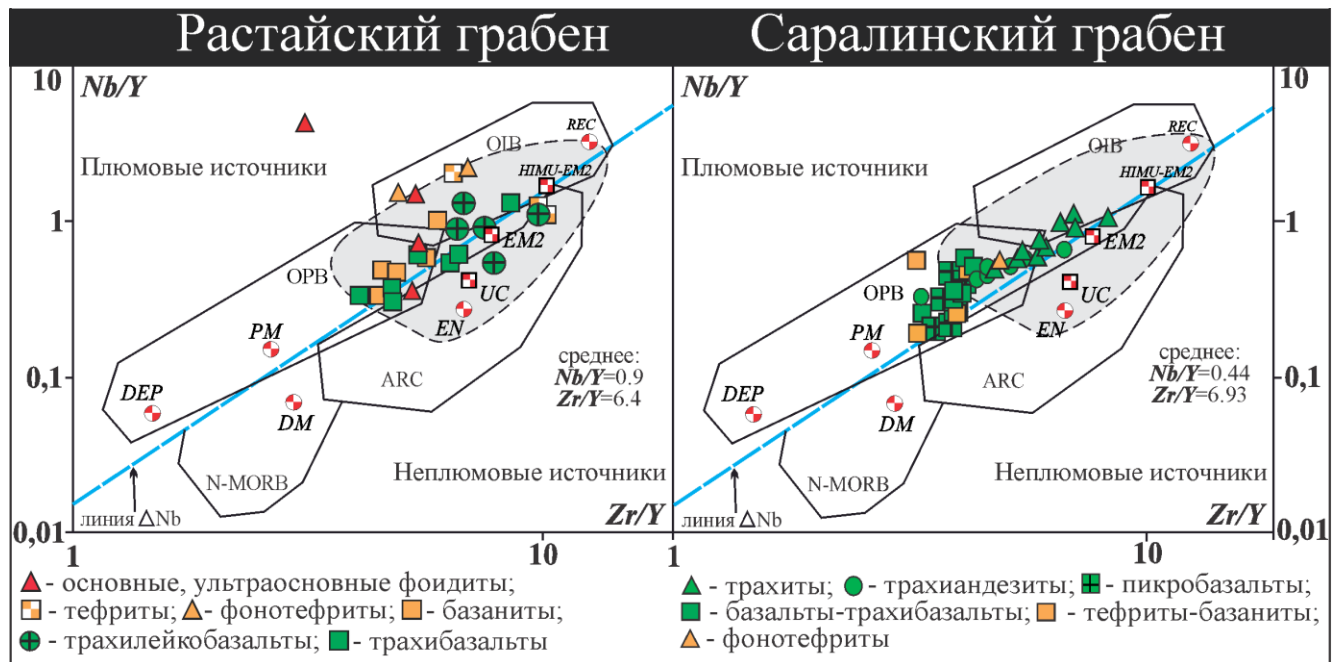 Растайский грабен
10
Nb/Y
REC
OIB
Плюмовые источники
HIMU-EM2
1
EM2
OPB
UC
PM
EN
среднее:
Nb/Y=0.9
Zr/Y=6.4
ARC
0,1
DEP
DM
N-MORB
Неплюмовые источники
линия △Nb
Zr/Y
0,01
1
10
- основные, ультраосновные фоидиты;
- тефриты; - фонотефриты; - базаниты;
- трахилейкобазальты; - трахибазальты
Саралинский грабен
10
Nb/Y
REC
OIB
Плюмовые источники
HIMU-EM2
1
EM2
OPB
UC
PM
EN
среднее:
Nb/Y=0.44
Zr/Y=6.93
ARC
0,1
DEP
DM
N-MORB
Неплюмовые источники
линия △Nb
Zr/Y
0,01
1
10
- трахиты; - трахиандезиты; - пикробазальты;
- базальты-трахибазальты; - тефриты-базаниты;
- фонотефриты